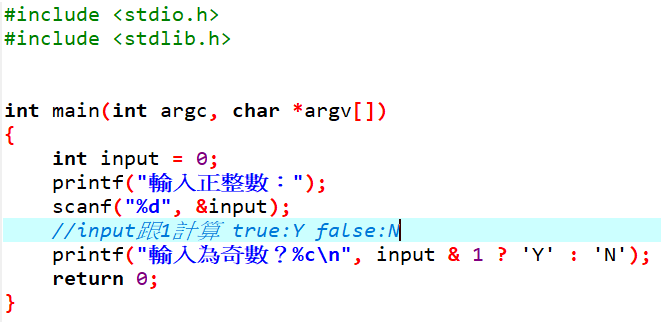 #include <stdio.h>
#include <stdlib.h>
int main(int argc, char *argv[])
{
    int input = 0;
    printf("輸入正整數：");
    scanf("%d", &input);
    //input跟1計算 true:Y false:N
    printf("輸入為奇數？%c\n", input & 1 ? 'Y' : 'N');
    return 0;
}